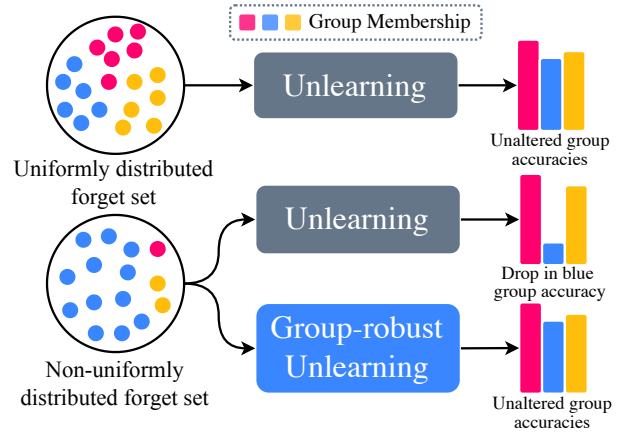 Group Membership
Unlearning
Unaltered group
accuracies
Uniformly distributed
forget set
Unlearning
Drop in blue
group accuracy
Group-robust
Unlearning
Non-uniformly
distributed forget set
Unaltered group
accuracies